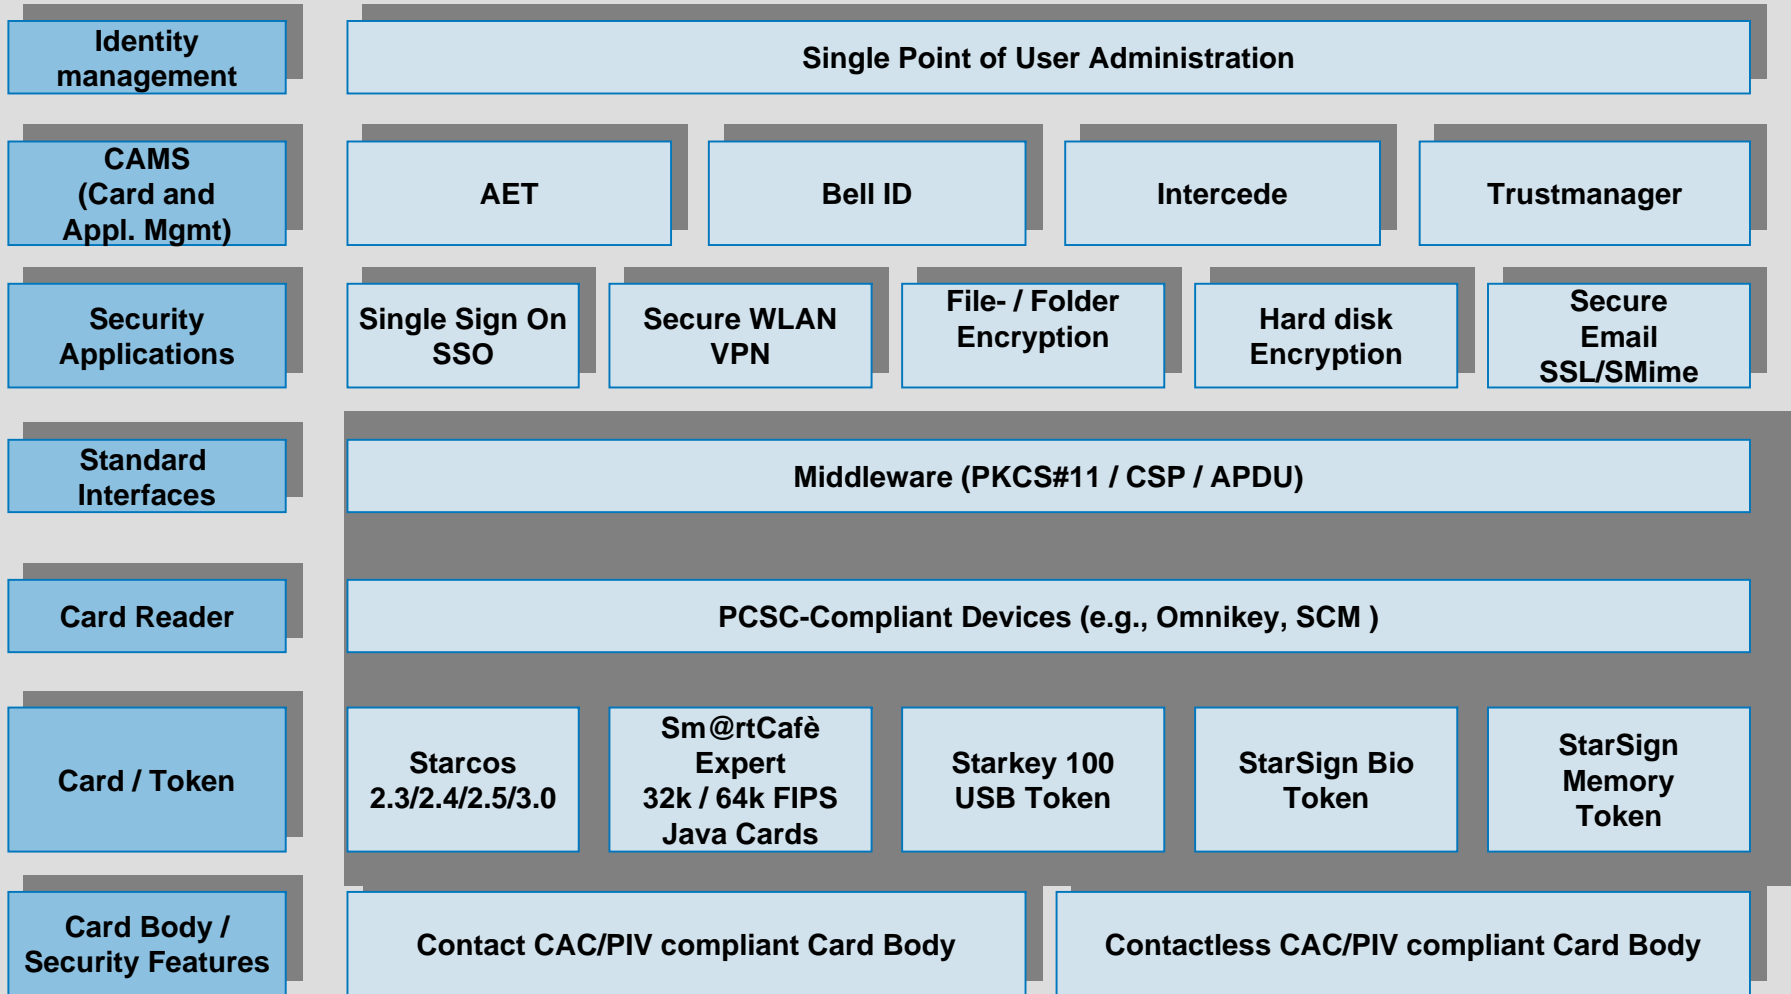 Identity
management
Single Point of User Administration
CAMS
(Card and
Appl. Mgmt)
AET
Bell ID
Intercede
Trustmanager
Security
Applications
Single Sign On
SSO
Secure WLAN
VPN
File- / Folder
Encryption
Hard disk
Encryption
Secure
Email
SSL/SMime
Standard
Interfaces
Middleware (PKCS#11 / CSP / APDU)
Card Reader
PCSC-Compliant Devices (e.g., Omnikey, SCM )
Card / Token
Starcos
2.3/2.4/2.5/3.0
Sm@rtCafè
Expert
32k / 64k FIPS
Java Cards
Starkey 100
USB Token
StarSign Bio
Token
StarSign
Memory
Token
Card Body /
Security Features
Contact CAC/PIV compliant Card Body
Contactless CAC/PIV compliant Card Body